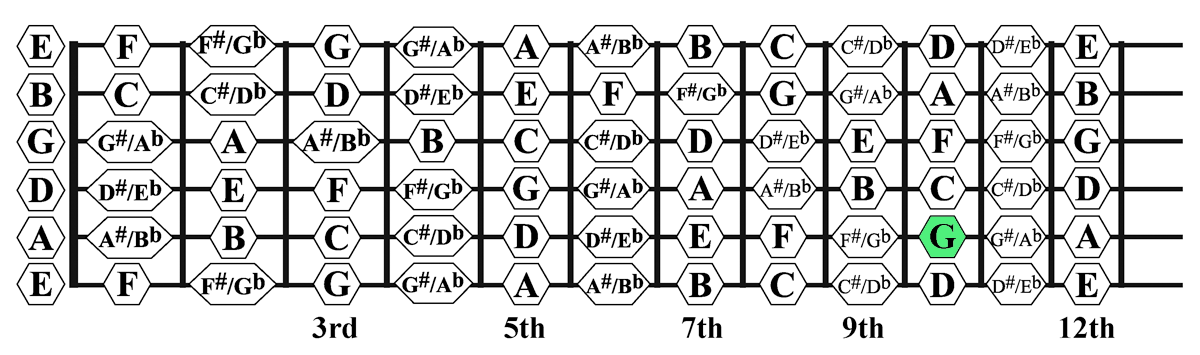 E F F#/Gb G G#/Ab A A#/Bb B C C#/Db D D#/Eb E
B C C#/Db D D#/Eb E F F#/Gb G G#/Ab A A#/Bb B
G G#/Ab A A#/Bb B C C#/Db D D#/Eb E F F#/Gb G
D D#/Eb E F F#/Gb G G#/Ab A A#/Bb B C C#/Db D
A A#/Bb B C C#/Db D D#/Eb E F F#/Gb G G#/Ab A
E F F#/Gb G G#/Ab A A#/Bb B C C#/Db D D#/Eb E
3rd 5th 7th 9th 12th